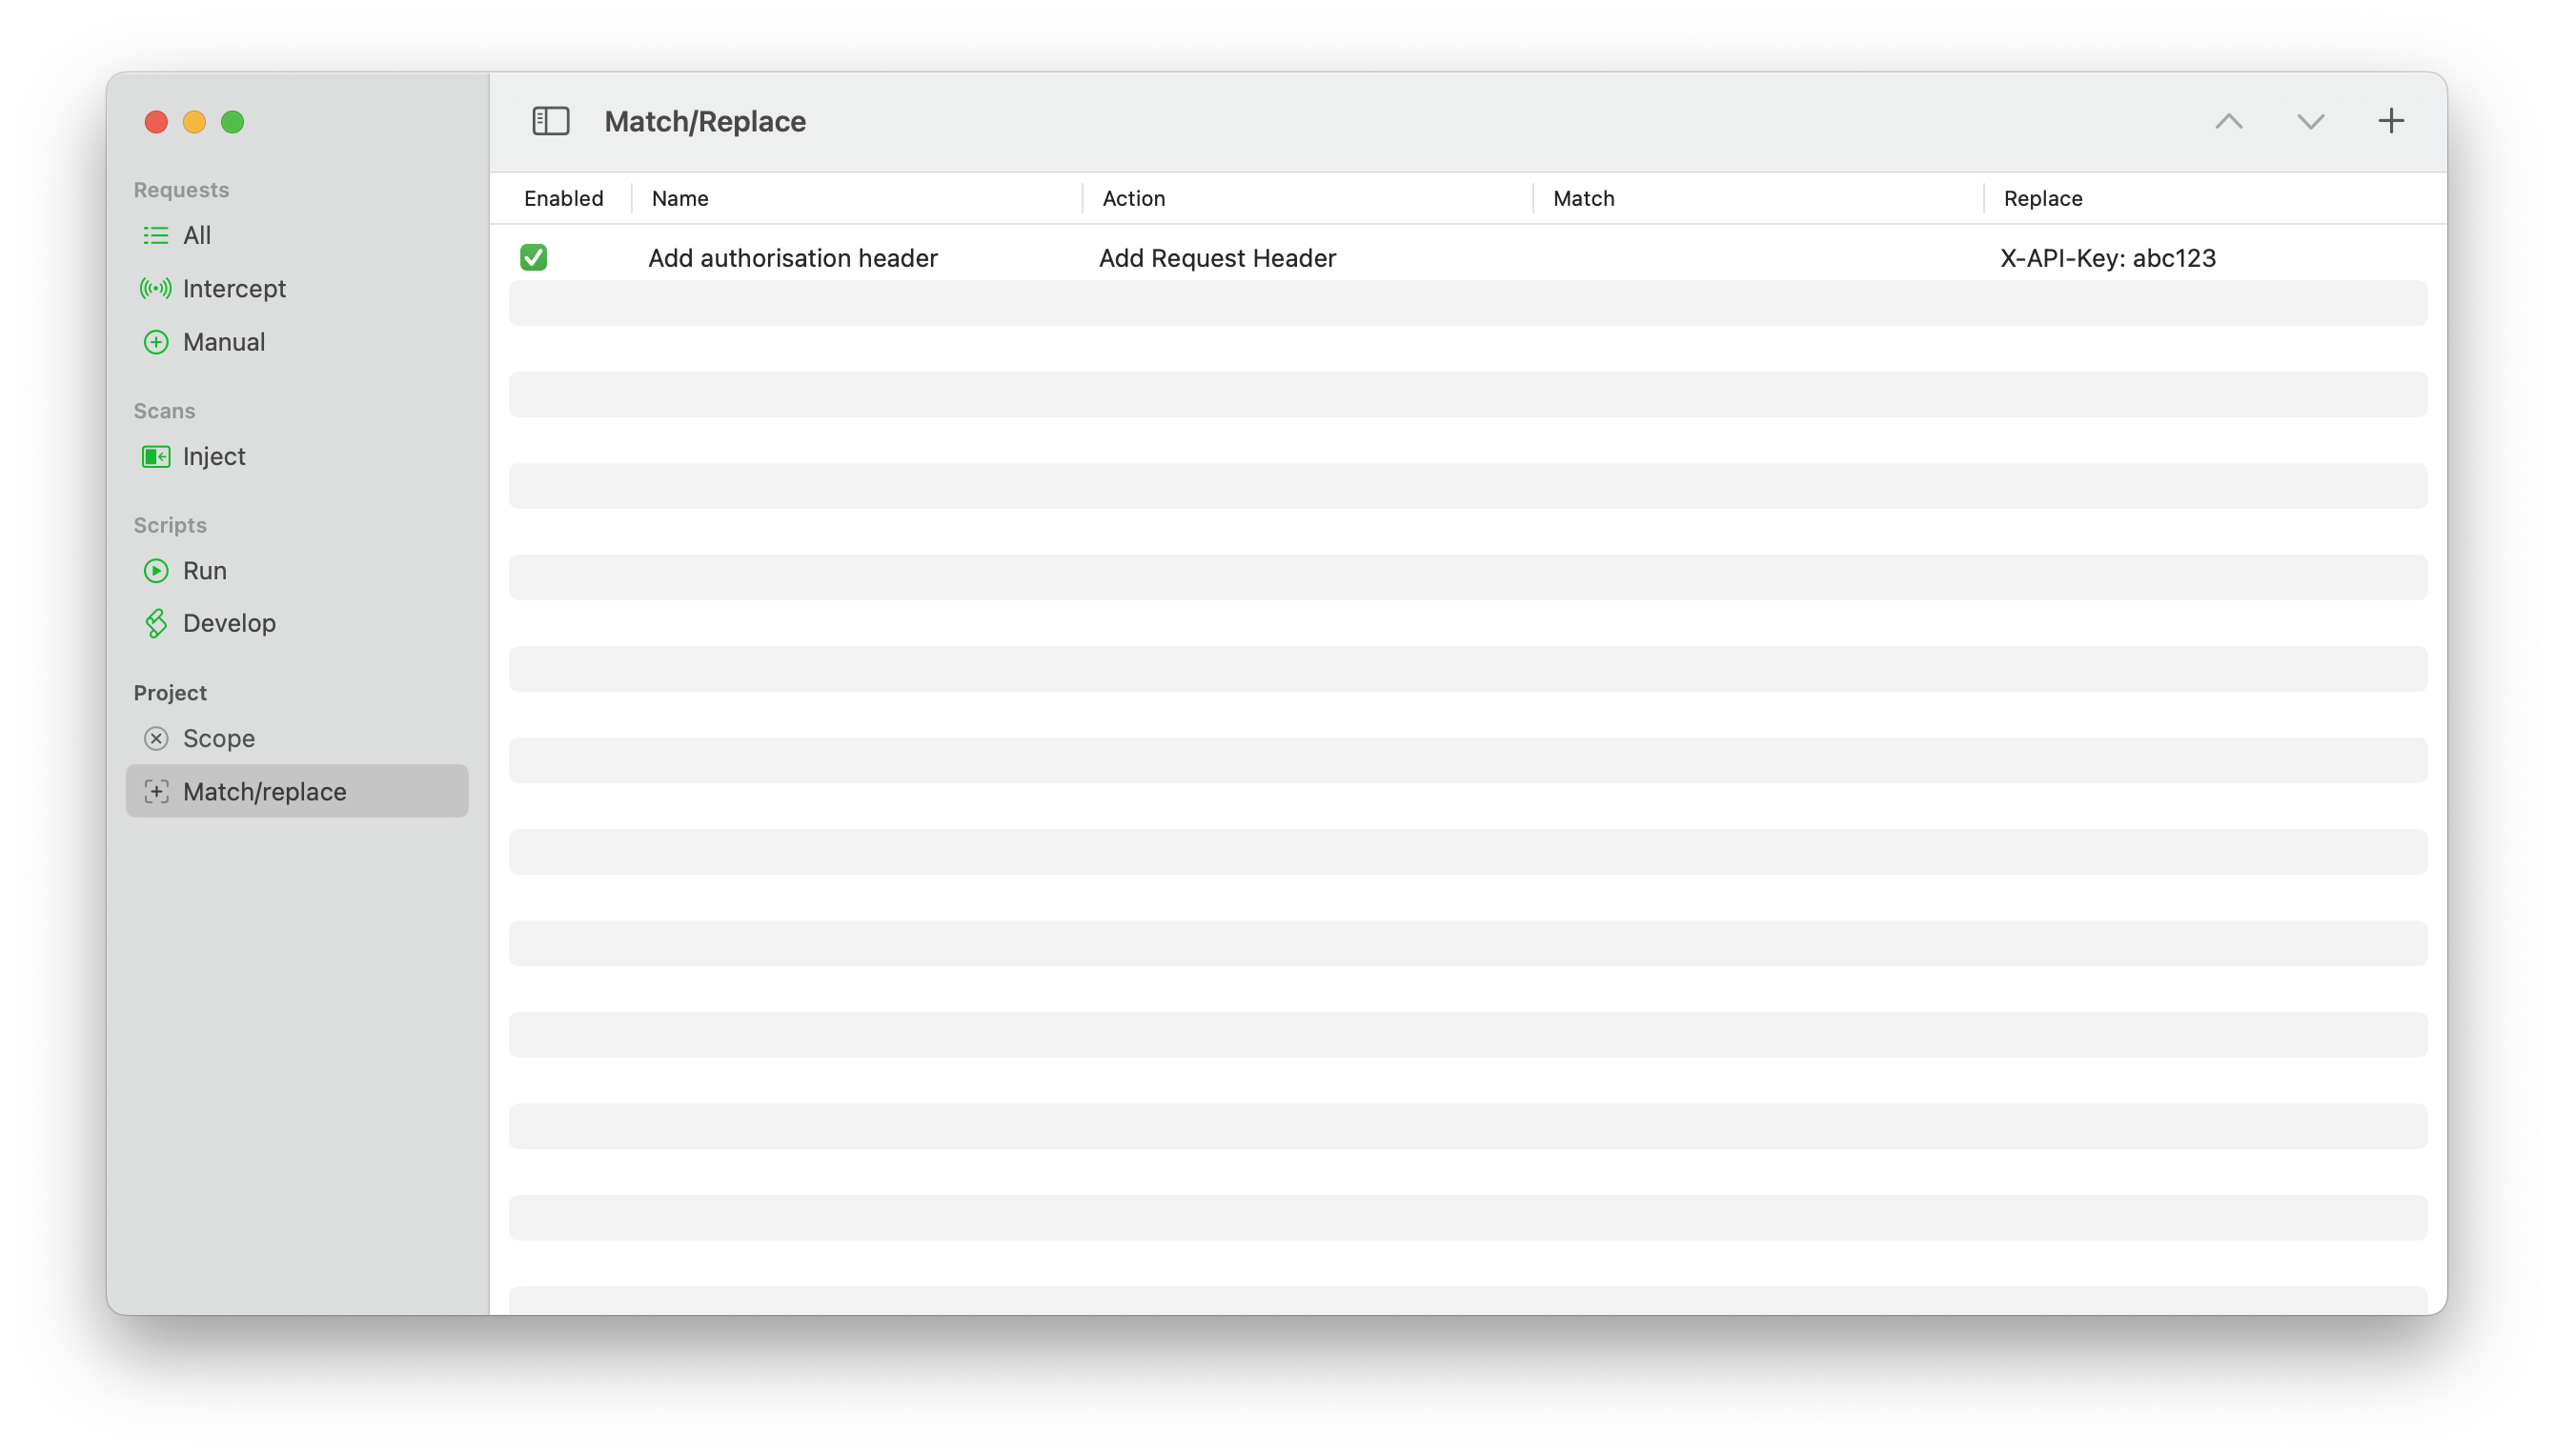 Requests
All
Intercept
Manual
Scans
Inject
Scripts
Run
Develop
Project
Scope
Match/replace
Match/Replace
Enabled Name Action Match Replace
Add authorisation header Add Request Header X-API-Key: abc123